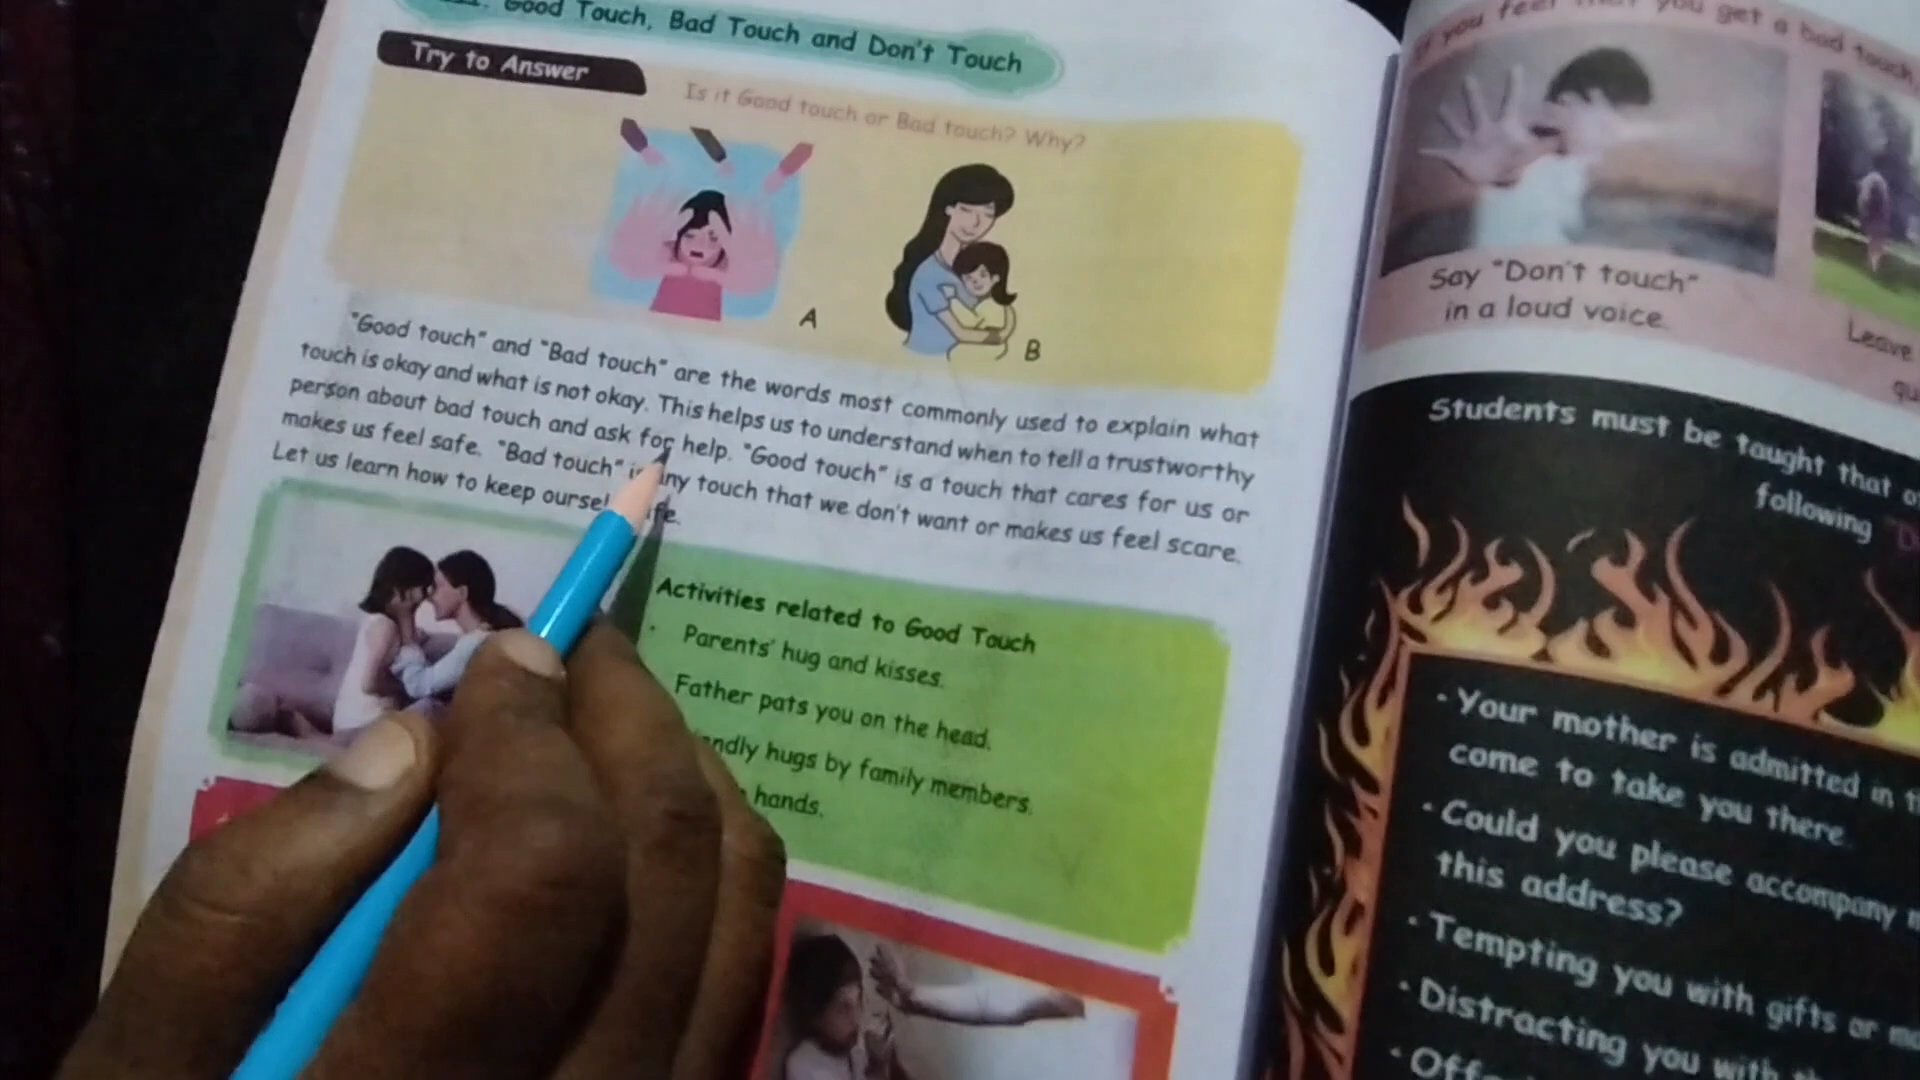 Good Touch, Bad Touch and Don't Touch
Try to Answer
Is it Good touch or Bad touch? Why?
A
B
"Good touch" and "Bad touch" are the words most commonly used to explain what
touch is okay and what is not okay. This helps us to understand when to tell a trustworthy
person about bad touch and ask for help. "Good touch" is a touch that cares for us or
makes us feel safe. "Bad touch" is any touch that we don't want or makes us feel scare.
Let us learn how to keep
Activities related to Good Touch
Parents' hug and kisses.
Father pats you on the head.
hugs by family members.
hands.
you feel that you get a bad touch,
Say "Don't touch"
in a loud voice.
Leave
Students must be taught that
following
• Your mother is admitted in
come to take you there.
• Could you please accompany
this address?
• Tempting you with gifts or
• Distracting you with